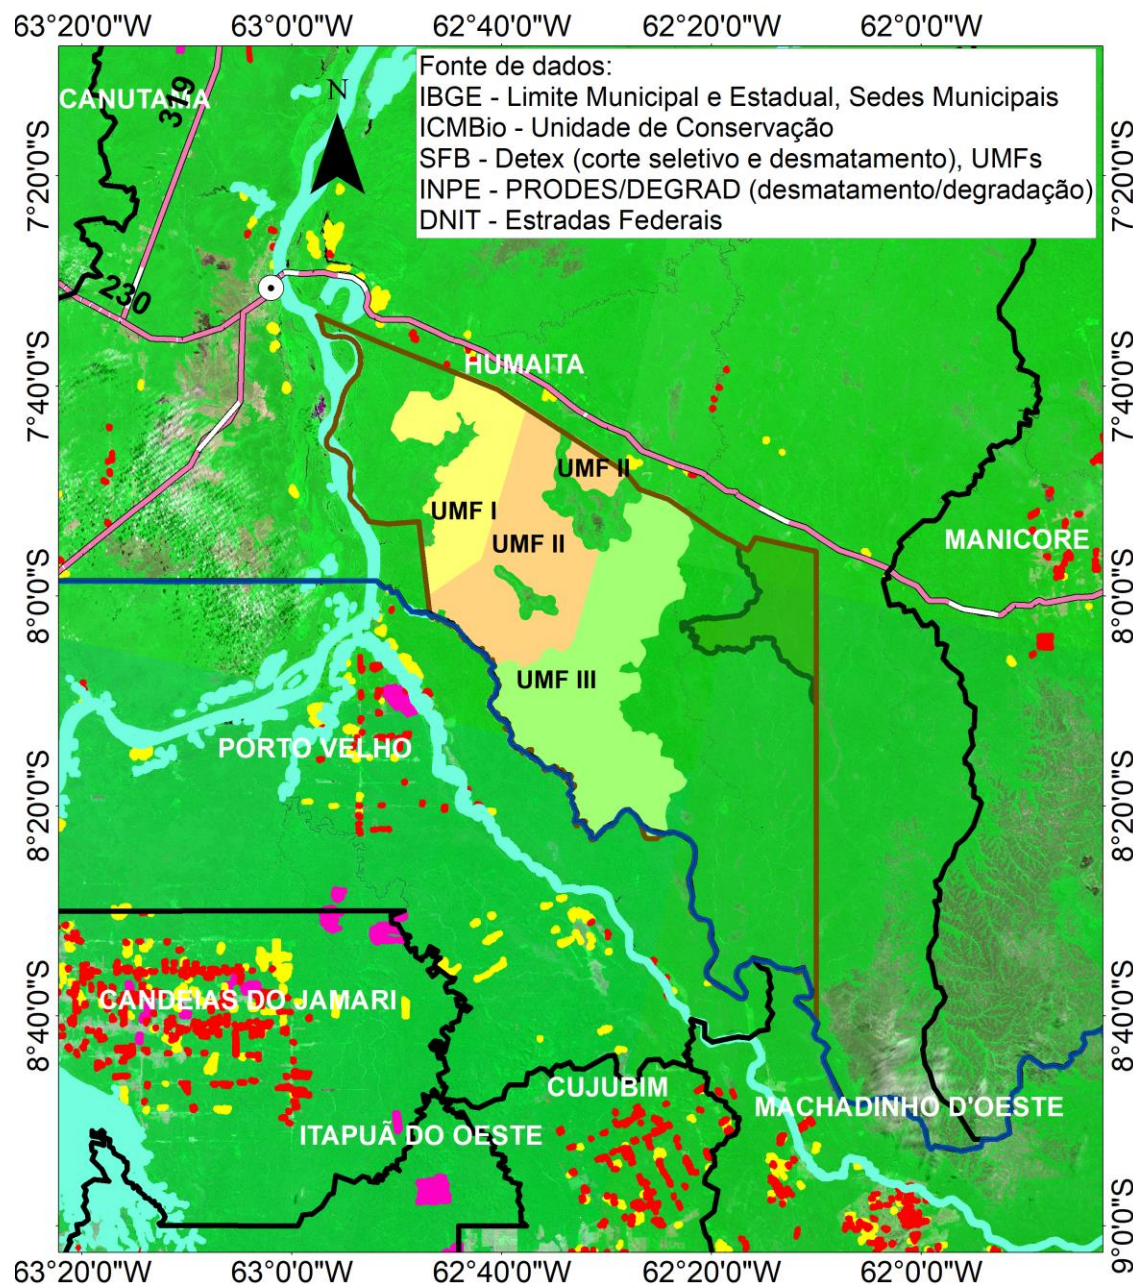 63°20'0"W 63°0'0"W 62°40'0"W 62°20'0"W 62°0'0"W
Fonte de dados:
IBGE - Limite Municipal e Estadual, Sedes Municipais
ICMBio - Unidade de Conservação
SFB - Detex (corte seletivo e desmatamento), UMFs
INPE - PRODES/DEGRAD (desmatamento/degradação)
DNIT - Estradas Federais
N
CANUTAMA
319
7°20'0"S 7°20'0"S
230
HUMAITA
7°40'0"S 7°40'0"S
UMF II
UMF I
UMF II
MANICORE
8°0'0"S 8°0'0"S
UMF III
PORTO VELHO
8°20'0"S 8°20'0"S
CANDEIAS DO JAMARI
8°40'0"S 8°40'0"S
CUJUBIM
MACHADINHO D'OESTE
ITAPUÃ DO OESTE
9°0'0"S 9°0'0"S
63°20'0"W 63°0'0"W 62°40'0"W 62°20'0"W 62°0'0"W